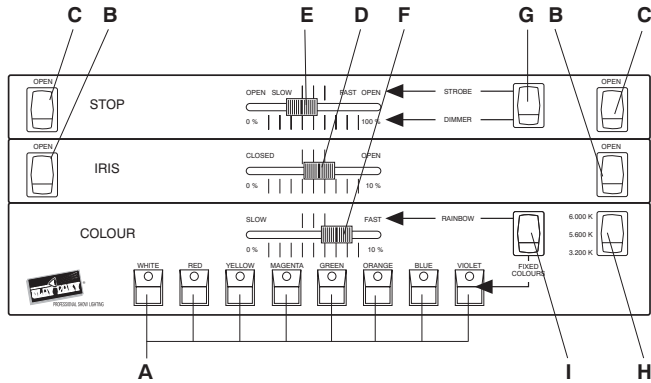 C B E D F G B C
OPEN
STOP
OPEN SLOW FAST OPEN
0 % 100 %
STROBE
DIMMER
OPEN
OPEN
IRIS
CLOSED OPEN
0 % 10 %
OPEN
COLOUR
SLOW FAST
0 % 10 %
RAINBOW
FIXED
COLOURS
6.000 K
5.600 K
3.200 K
WHITE RED YELLOW MAGENTA GREEN ORANGE BLUE VIOLET
PROFESSIONAL SHOW LIGHTING
A I H